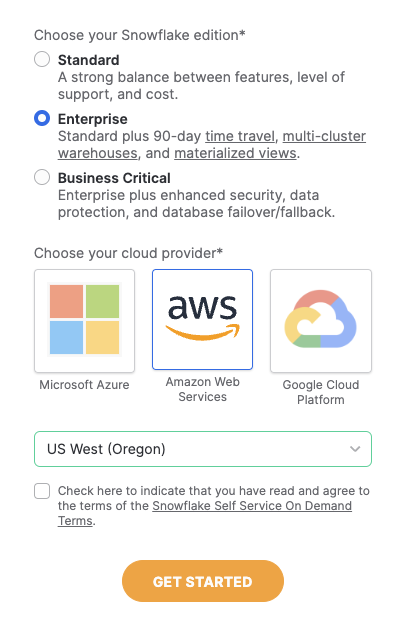 Choose your Snowflake edition*
Standard
A strong balance between features, level of
support, and cost.
Enterprise
Standard plus 90-day time travel, multi-cluster
warehouses, and materialized views.
Business Critical
Enterprise plus enhanced security, data
protection, and database failover/fallback.
Choose your cloud provider*
aws
Microsoft Azure
Amazon Web
Services
Google Cloud
Platform
US West (Oregon)
Check here to indicate that you have read and agree to
the terms of the Snowflake Self Service On Demand
Terms.
GET STARTED